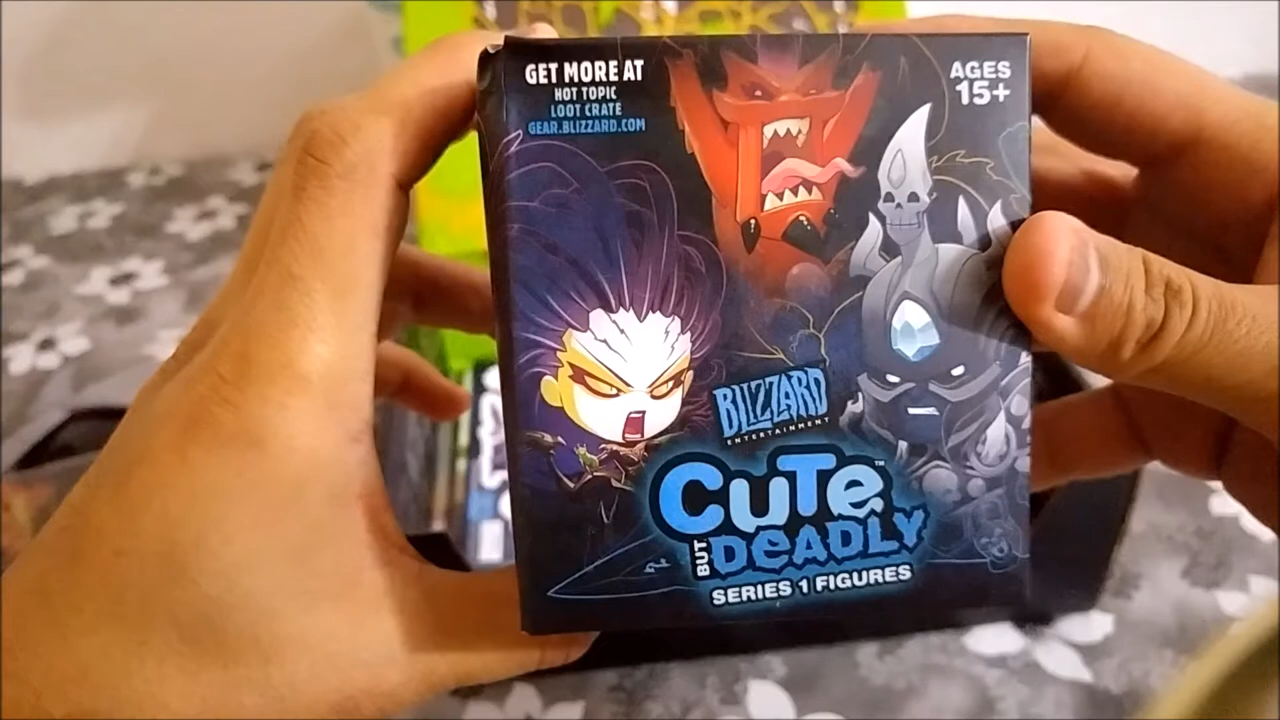 GET MORE AT
HOT TOPIC
LOOT CRATE
GEAR.BLIZZARD.COM
AGES
15+
BLIZZARD
ENTERTAINMENT
CUTE™
BUT DEADLY
SERIES 1 FIGURES